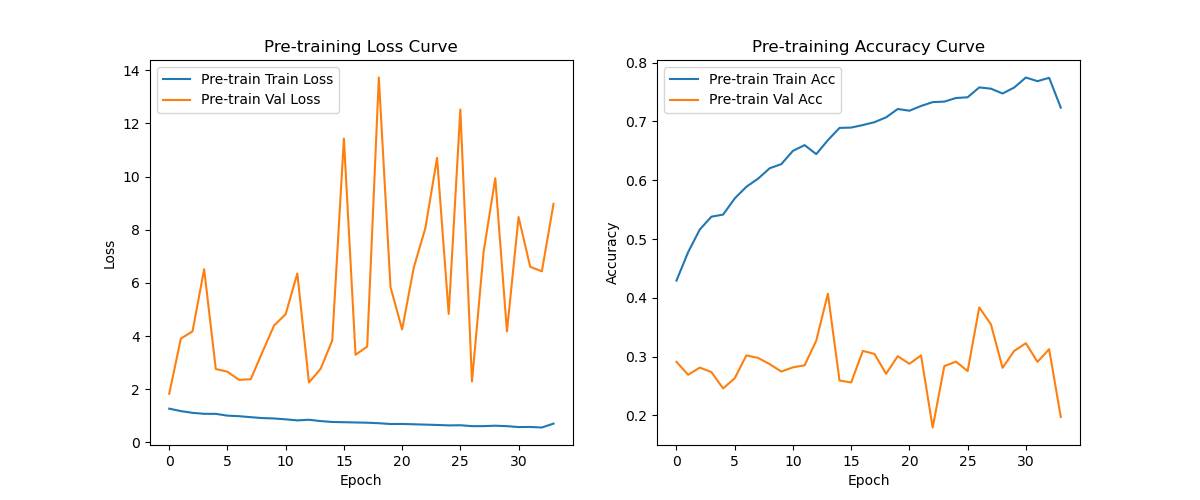 Pre-training Loss Curve
Pre-train Train Loss
Pre-train Val Loss
14
12
10
8
6
4
2
0
Loss
0 5 10 15 20 25 30
Epoch
Pre-training Accuracy Curve
Pre-train Train Acc
Pre-train Val Acc
0.8
0.7
0.6
0.5
0.4
0.3
0.2
Accuracy
0 5 10 15 20 25 30
Epoch